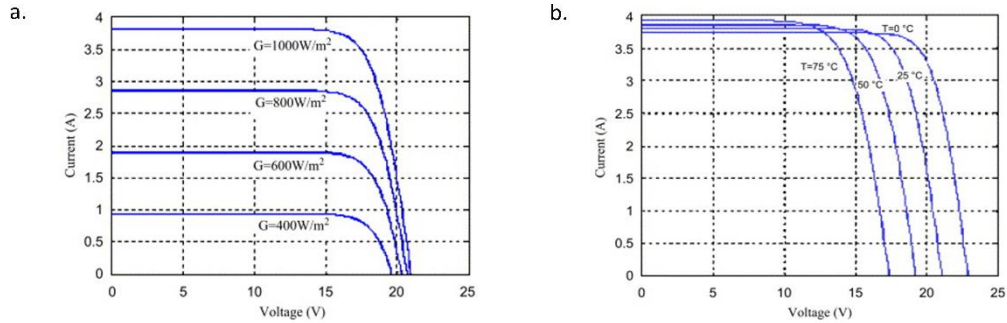 a.
4
3.5
3
2.5
2
1.5
1
0.5
0
Current (A)
G=1000W/m²
G=800W/m²
G=600W/m²
G=400W/m²
0 5 10 15 20 25
Voltage (V)
b.
4
3.5
3
2.5
2
1.5
1
0.5
0
Current (A)
T=0 °C
T=75 °C
50 °C
25 °C
0 5 10 15 20 25
Voltage (V)